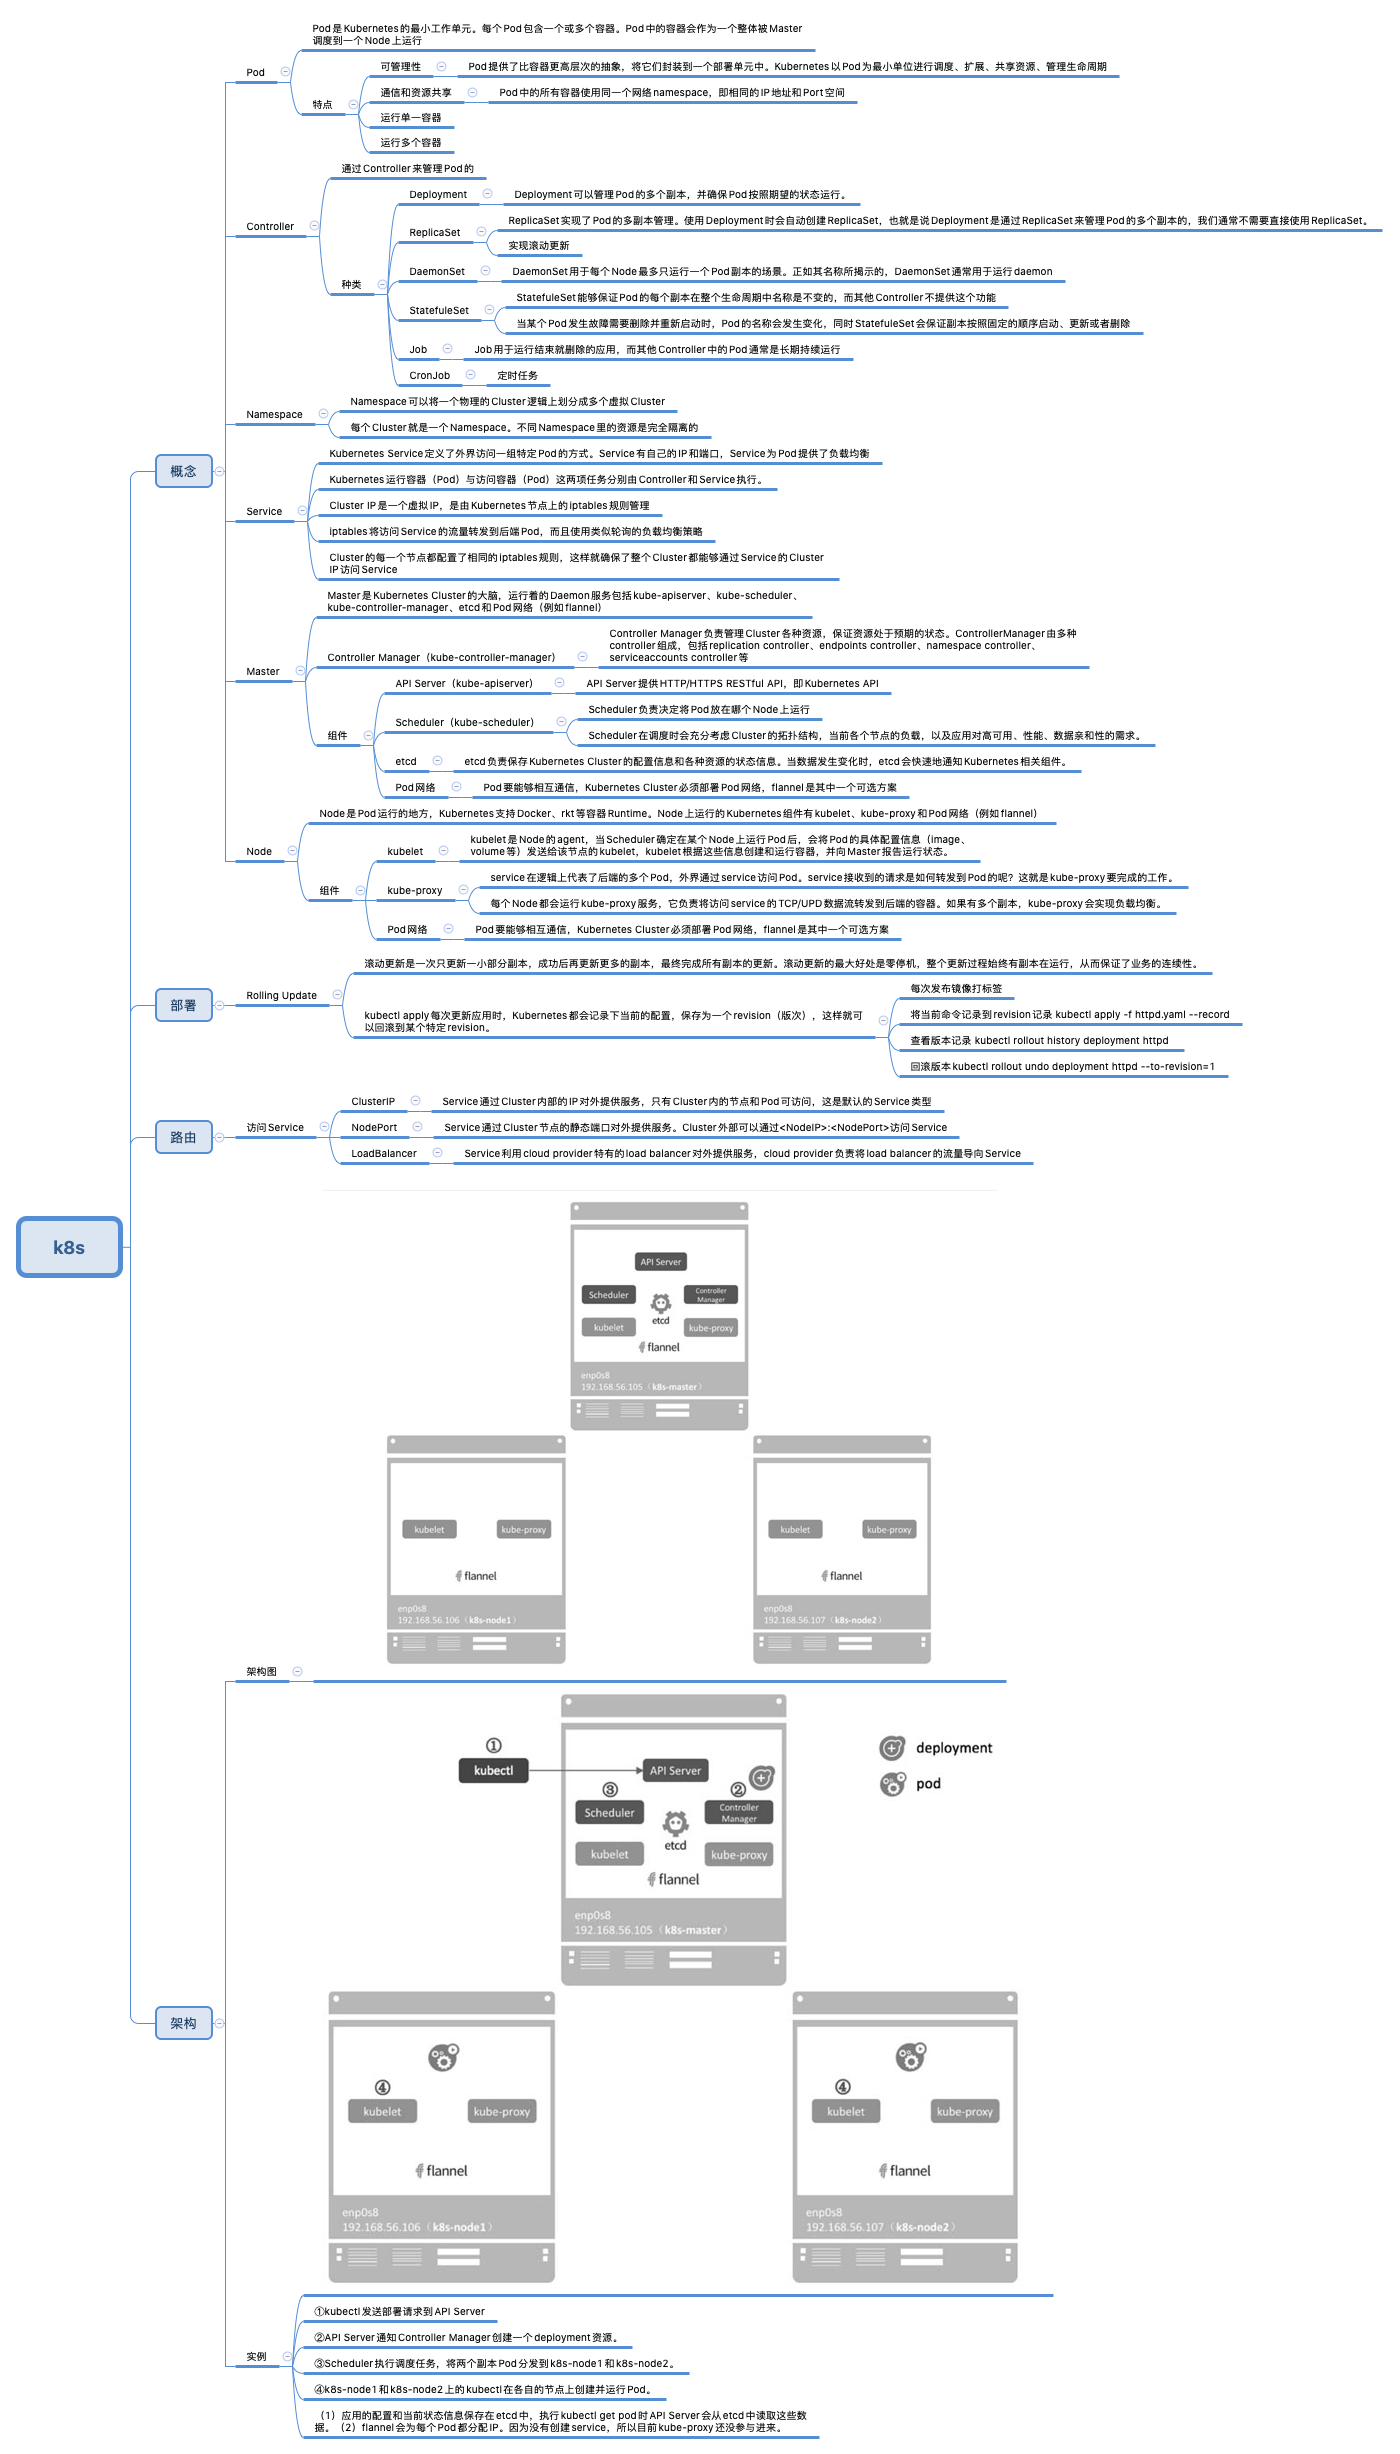 k8s
概念
Pod
Pod是Kubernetes的最小工作单元。每个Pod包含一个或多个容器。Pod中的容器会作为一个整体被Master
调度到一个Node上运行
特点
可管理性
Pod提供了比容器更高层次的抽象，将它们封装到一个部署单元中。Kubernetes以Pod为最小单位进行调度、扩展、共享资源、管理生命周期
通信和资源共享
Pod中的所有容器使用同一个网络namespace，即相同的IP地址和Port空间
运行单一容器
运行多个容器
Controller
通过Controller来管理Pod的
种类
Deployment
Deployment可以管理Pod的多个副本，并确保Pod按照期望的状态运行。
ReplicaSet
ReplicaSet实现了Pod的多副本管理。使用Deployment时会自动创建ReplicaSet，也就是说Deployment是通过ReplicaSet来管理Pod的多个副本的，我们通常不需要直接使用ReplicaSet。
实现滚动更新
DaemonSet
DaemonSet用于每个Node最多只运行一个Pod副本的场景。正如其名称所揭示的，DaemonSet通常用于运行daemon
StatefuleSet
StatefuleSet能够保证Pod的每个副本在整个生命周期中名称是不变的，而其他Controller不提供这个功能
当某个Pod发生故障需要删除并重新启动时，Pod的名称会发生变化，同时StatefuleSet会保证副本按照固定的顺序启动、更新或者删除
Job
Job用于运行结束就删除的应用，而其他Controller中的Pod通常是长期持续运行
CronJob
定时任务
Namespace
Namespace可以将一个物理的Cluster逻辑上划分成多个虚拟Cluster
每个Cluster就是一个Namespace。不同Namespace里的资源是完全隔离的
Service
Kubernetes Service定义了外界访问一组特定Pod的方式。Service有自己的IP和端口，Service为Pod提供了负载均衡
Kubernetes运行容器（Pod）与访问容器（Pod）这两项任务分别由Controller和Service执行。
Cluster IP是一个虚拟IP，是由Kubernetes节点上的iptables规则管理
iptables将访问Service的流量转发到后端Pod，而且使用类似轮询的负载均衡策略
Cluster的每一个节点都配置了相同的iptables规则，这样就确保了整个Cluster都能够通过Service的Cluster
IP访问Service
Master
Master是Kubernetes Cluster的大脑，运行着的Daemon服务包括kube-apiserver、kube-scheduler、
kube-controller-manager、etcd和Pod网络（例如flannel）
Controller Manager（kube-controller-manager）
Controller Manager负责管理Cluster各种资源，保证资源处于预期的状态。ControllerManager由多种
controller组成，包括replication controller、endpoints controller、namespace controller、
serviceaccounts controller等
组件
API Server（kube-apiserver）
API Server提供HTTP/HTTPS RESTful API，即Kubernetes API
Scheduler（kube-scheduler）
Scheduler负责决定将Pod放在哪个Node上运行
Scheduler在调度时会充分考虑Cluster的拓扑结构，当前各个节点的负载，以及应用对高可用、性能、数据亲和性的需求。
etcd
etcd负责保存Kubernetes Cluster的配置信息和各种资源的状态信息。当数据发生变化时，etcd会快速地通知Kubernetes相关组件。
Pod网络
Pod要能够相互通信，Kubernetes Cluster必须部署Pod网络，flannel是其中一个可选方案
Node
Node是Pod运行的地方，Kubernetes支持Docker、rkt等容器Runtime。Node上运行的Kubernetes组件有kubelet、kube-proxy和Pod网络（例如flannel）
组件
kubelet
kubelet是Node的agent，当Scheduler确定在某个Node上运行Pod后，会将Pod的具体配置信息（image、
volume等）发送给该节点的kubelet，kubelet根据这些信息创建和运行容器，并向Master报告运行状态。
kube-proxy
service在逻辑上代表了后端的多个Pod，外界通过service访问Pod。service接收到的请求是如何转发到Pod的呢？这就是kube-proxy要完成的工作。
每个Node都会运行kube-proxy服务，它负责将访问service的TCP/UPD数据流转发到后端的容器。如果有多个副本，kube-proxy会实现负载均衡。
Pod网络
Pod要能够相互通信，Kubernetes Cluster必须部署Pod网络，flannel是其中一个可选方案
部署
Rolling Update
滚动更新是一次只更新一小部分副本，成功后再更新更多的副本，最终完成所有副本的更新。滚动更新的最大好处是零停机，整个更新过程始终有副本在运行，从而保证了业务的连续性。
kubectl apply每次更新应用时，Kubernetes都会记录下当前的配置，保存为一个revision（版次），这样就可
以回滚到某个特定revision。
每次发布镜像打标签
将当前命令记录到revision记录 kubectl apply -f httpd.yaml --record
查看版本记录 kubectl rollout history deployment httpd
回滚版本kubectl rollout undo deployment httpd --to-revision=1
路由
访问Service
ClusterIP
Service通过Cluster内部的IP对外提供服务，只有Cluster内的节点和Pod可访问，这是默认的Service类型
NodePort
Service通过Cluster节点的静态端口对外提供服务。Cluster外部可以通过<NodeIP>:<NodePort>访问Service
LoadBalancer
Service利用cloud provider特有的load balancer对外提供服务，cloud provider负责将load balancer的流量导向Service
架构
架构图
API Server
Scheduler
Controller
Manager
etcd
kubelet
kube-proxy
flannel
enp0s8
192.168.56.105（k8s-master）
kubelet
kube-proxy
flannel
enp0s8
192.168.56.106（k8s-node1）
kubelet
kube-proxy
flannel
enp0s8
192.168.56.107（k8s-node2）
实例
①
kubectl
API Server
③
②
Scheduler
Controller
Manager
etcd
kubelet
kube-proxy
flannel
enp0s8
192.168.56.105（k8s-master）
deployment
pod
④
kubelet
kube-proxy
flannel
enp0s8
192.168.56.106（k8s-node1）
④
kubelet
kube-proxy
flannel
enp0s8
192.168.56.107（k8s-node2）
①kubectl发送部署请求到API Server
②API Server通知Controller Manager创建一个deployment资源。
③Scheduler执行调度任务，将两个副本Pod分发到k8s-node1和k8s-node2。
④k8s-node1和k8s-node2上的kubectl在各自的节点上创建并运行Pod。
（1）应用的配置和当前状态信息保存在etcd中，执行kubectl get pod时API Server会从etcd中读取这些数
据。（2）flannel会为每个Pod都分配IP。因为没有创建service，所以目前kube-proxy还没参与进来。